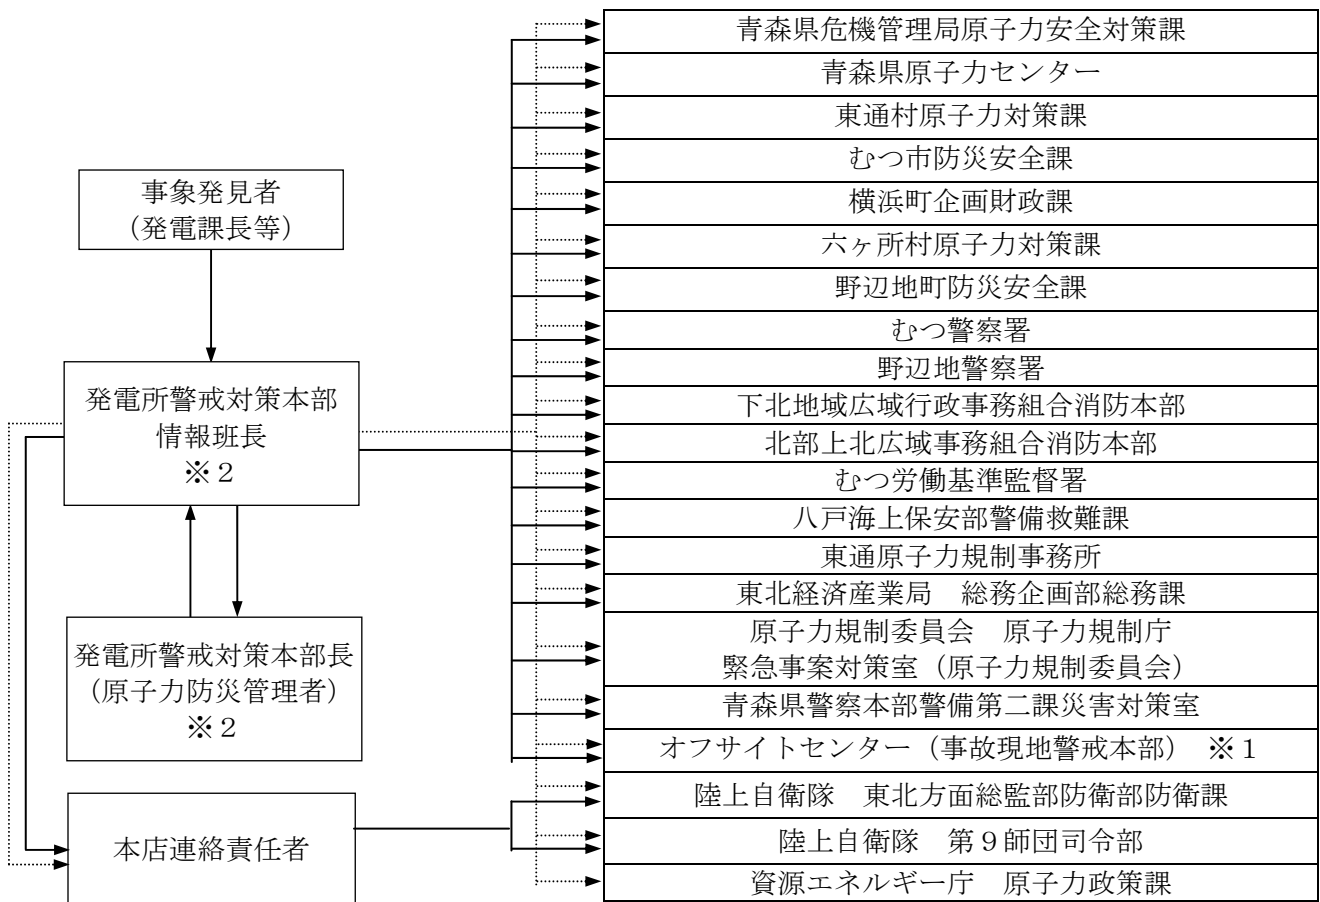 事象発見者
（発電課長等）
発電所警戒対策本部
情報班長
※２
発電所警戒対策本部長
（原子力防災管理者）
※２
本店連絡責任者
青森県危機管理局原子力安全対策課
青森県原子力センター
東通村原子力対策課
むつ市防災安全課
横浜町企画財政課
六ヶ所村原子力対策課
野辺地町防災安全課
むつ警察署
野辺地警察署
下北地域広域行政事務組合消防本部
北部上北広域事務組合消防本部
むつ労働基準監督署
八戸海上保安部警備救難課
東通原子力規制事務所
東北経済産業局　総務企画部総務課
原子力規制委員会　原子力規制庁
緊急事案対策室（原子力規制委員会）
青森県警察本部警備第二課災害対策室
オフサイトセンター（事故現地警戒本部）　※１
陸上自衛隊　東北方面総監部防衛部防衛課
陸上自衛隊　第９師団司令部
資源エネルギー庁　原子力政策課